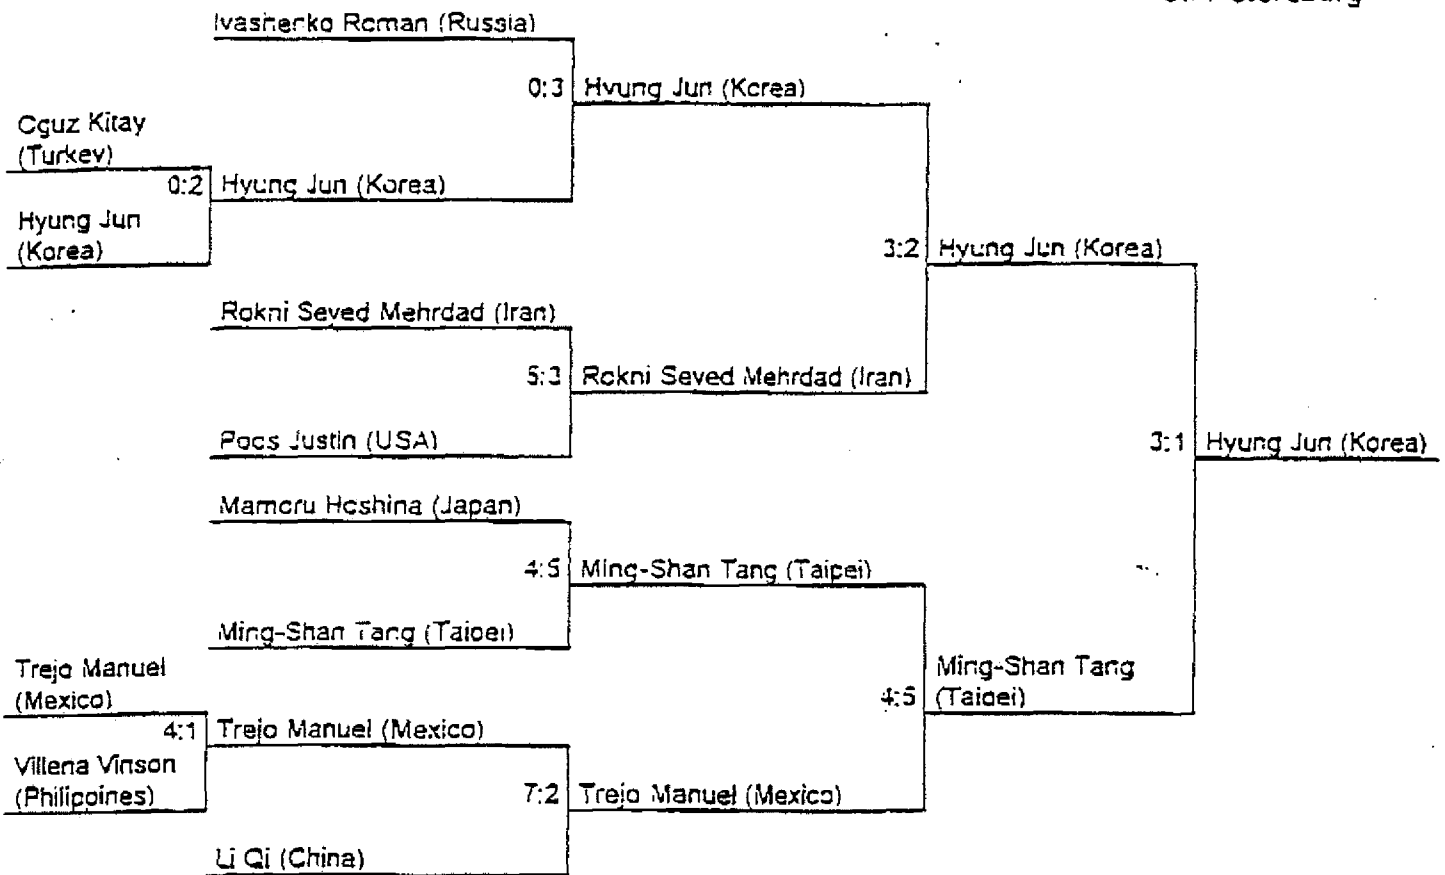 Ivashenko Roman (Russia)
0:3 Hyung Jun (Korea)
Oguz Kitay
(Turkey)
0:2 Hyung Jun (Korea)
Hyung Jun
(Korea)
3:2 Hyung Jun (Korea)
Rokni Seyed Mehrdad (Iran)
5:3 Rokni Seyed Mehrdad (Iran)
Poos Justin (USA)
3:1 Hyung Jun (Korea)
Mamoru Hoshina (Japan)
4:5 Ming-Shan Tang (Taipei)
Ming-Shan Tang (Taipei)
Trejo Manuel
(Mexico)
Ming-Shan Tang
4:5 (Taipei)
4:1 Trejo Manuel (Mexico)
Villena Vinson
(Philippines)
7:2 Trejo Manuel (Mexico)
Li Qi (China)